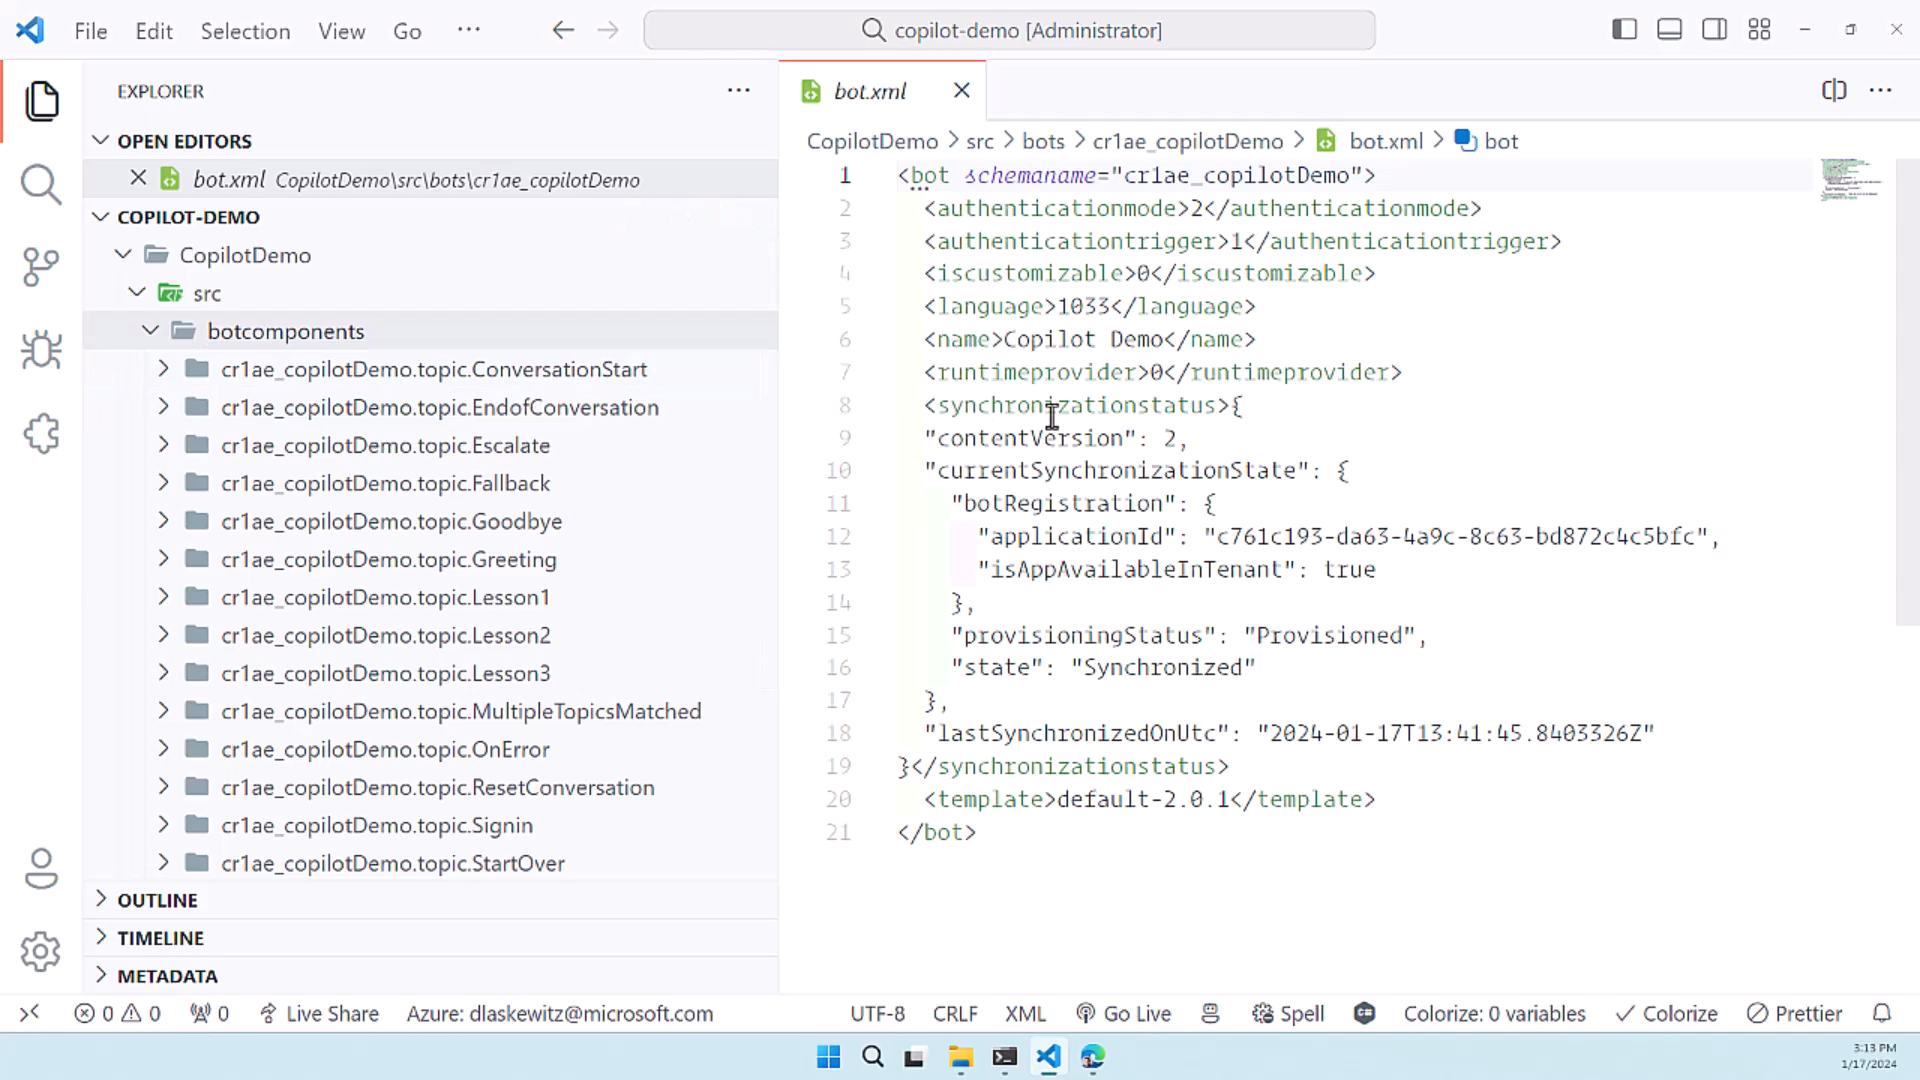 File Edit Selection View Go ···
copilot-demo [Administrator]
EXPLORER
OPEN EDITORS
bot.xml CopilotDemo\src\bots\cr1ae_copilotDemo
COPILOT-DEMO
CopilotDemo
src
botcomponents
cr1ae_copilotDemo.topic.ConversationStart
cr1ae_copilotDemo.topic.EndofConversation
cr1ae_copilotDemo.topic.Escalate
cr1ae_copilotDemo.topic.Fallback
cr1ae_copilotDemo.topic.Goodbye
cr1ae_copilotDemo.topic.Greeting
cr1ae_copilotDemo.topic.Lesson1
cr1ae_copilotDemo.topic.Lesson2
cr1ae_copilotDemo.topic.Lesson3
cr1ae_copilotDemo.topic.MultipleTopicsMatched
cr1ae_copilotDemo.topic.OnError
cr1ae_copilotDemo.topic.ResetConversation
cr1ae_copilotDemo.topic.Signin
cr1ae_copilotDemo.topic.StartOver
OUTLINE
TIMELINE
METADATA
bot.xml
CopilotDemo > src > bots > cr1ae_copilotDemo > bot.xml > bot
1 <bot schemaname="cr1ae_copilotDemo">
2 <authenticationmode>2</authenticationmode>
3 <authenticationtrigger>1</authenticationtrigger>
4 <iscustomizable>0</iscustomizable>
5 <language>1033</language>
6 <name>Copilot Demo</name>
7 <runtimeprovider>0</runtimeprovider>
8 <synchronizationstatus>{
9 "contentVersion": 2,
10 "currentSynchronizationState": {
11 "botRegistration": {
12 "applicationId": "c761c193-da63-4a9c-8c63-bd872c4c5bfc",
13 "isAppAvailableInTenant": true
14 },
15 "provisioningStatus": "Provisioned",
16 "state": "Synchronized"
17 },
18 "lastSynchronizedOnUtc": "2024-01-17T13:41:45.8403326Z"
19 }</synchronizationstatus>
20 <template>default-2.0.1</template>
21 </bot>
0 0 0 Live Share Azure: dlaskewitz@microsoft.com UTF-8 CRLF XML Go Live Spell Colorize: 0 variables Colorize Prettier
3:13 PM
1/17/2024